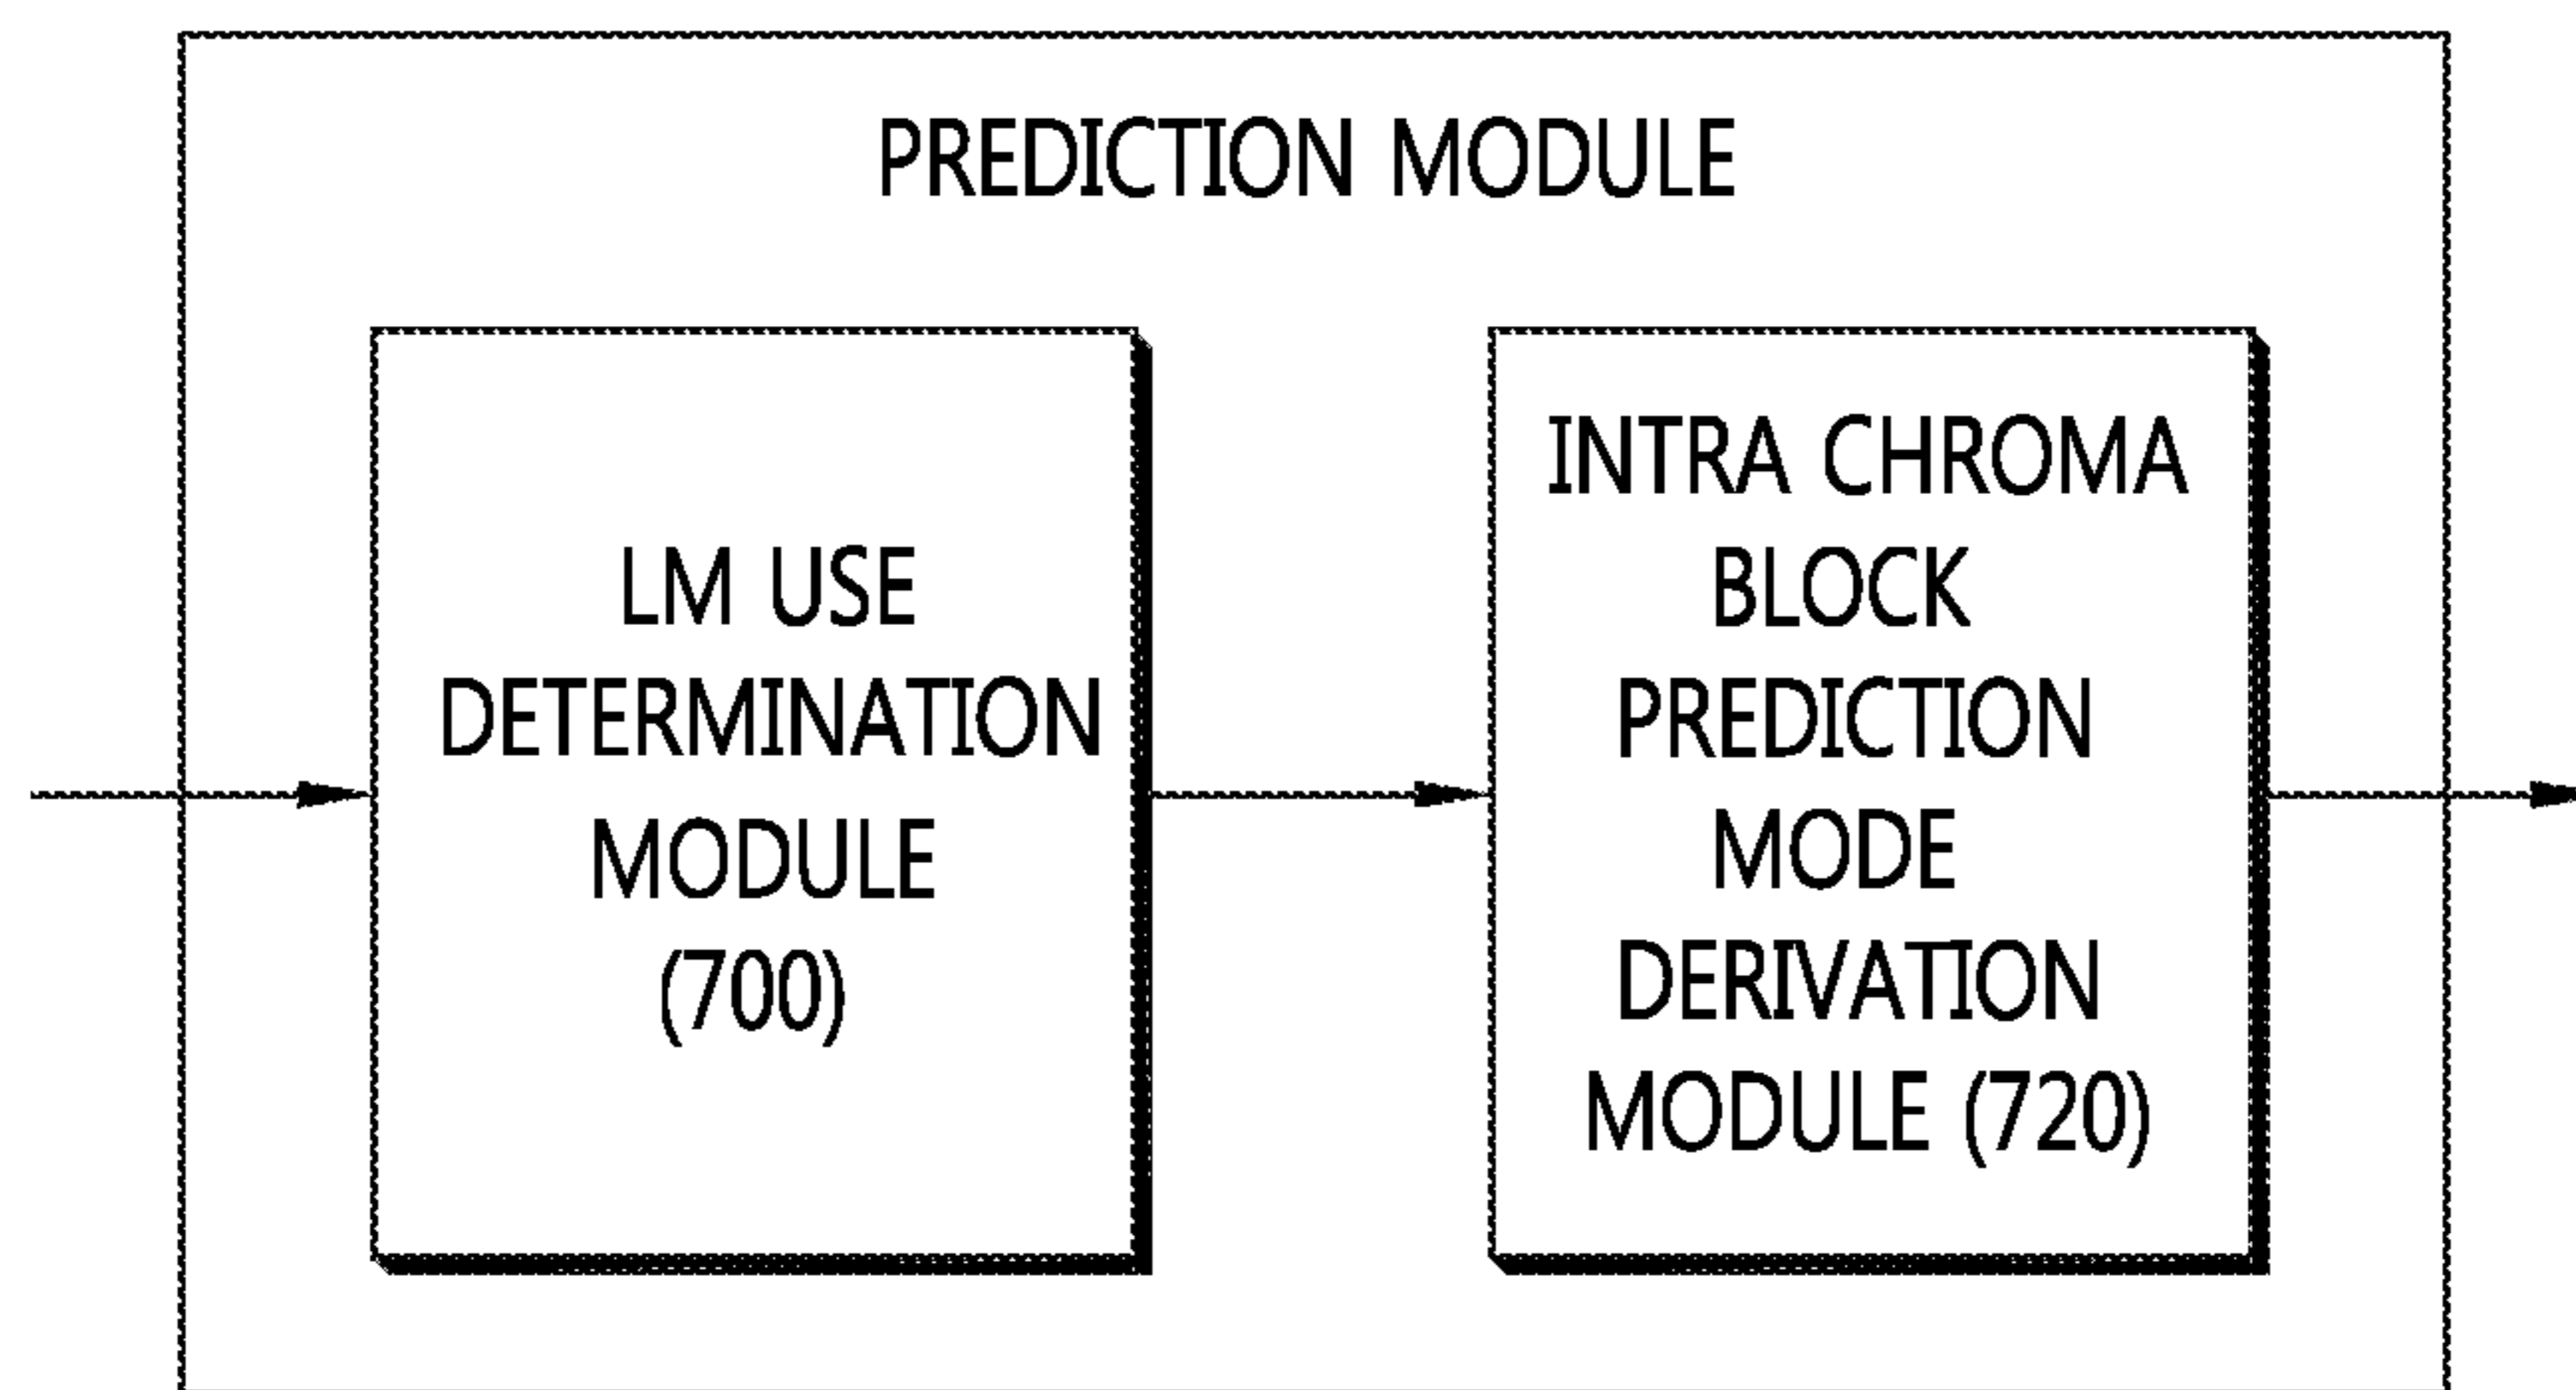 PREDICTION MODULE
LM USE
DETERMINATION
MODULE
(700)
INTRA CHROMA
BLOCK
PREDICTION
MODE
DERIVATION
MODULE (720)